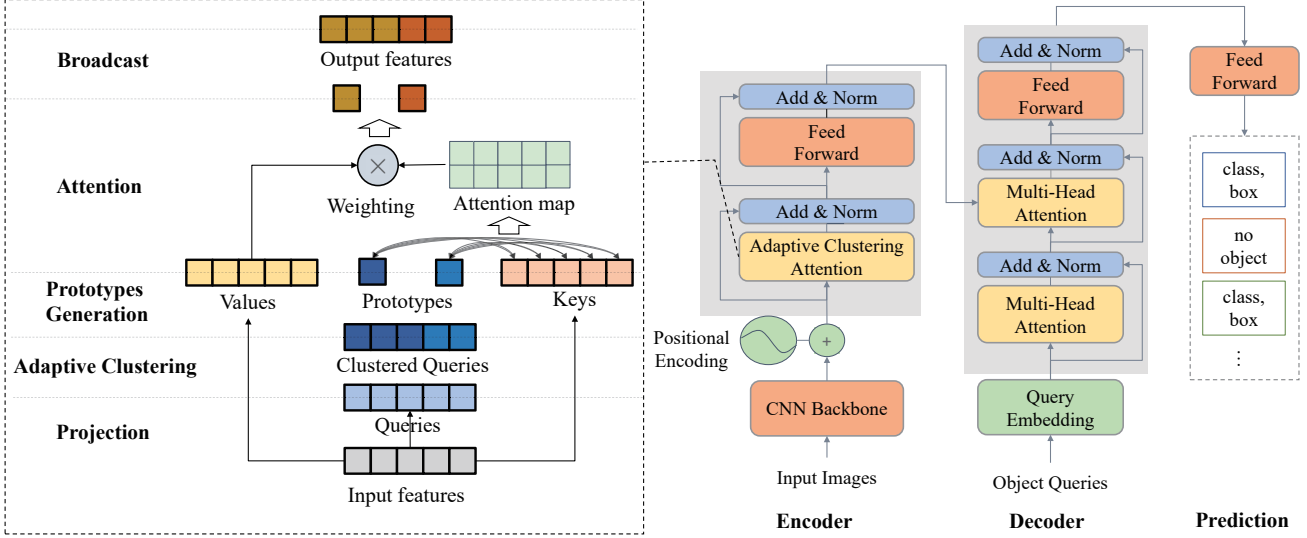 Broadcast
Output features
Attention
Weighting
Attention map
Prototypes
Generation
Values
Prototypes
Keys
Adaptive Clustering
Clustered Queries
Projection
Queries
Input features
Add & Norm
Feed
Forward
Add & Norm
Adaptive Clustering
Attention
Positional
Encoding
+
CNN Backbone
Input Images
Encoder
Add & Norm
Feed
Forward
Add & Norm
Multi-Head
Attention
Add & Norm
Multi-Head
Attention
Query
Embedding
Object Queries
Decoder
Feed
Forward
class,
box
no
object
class,
box
⋮
Prediction